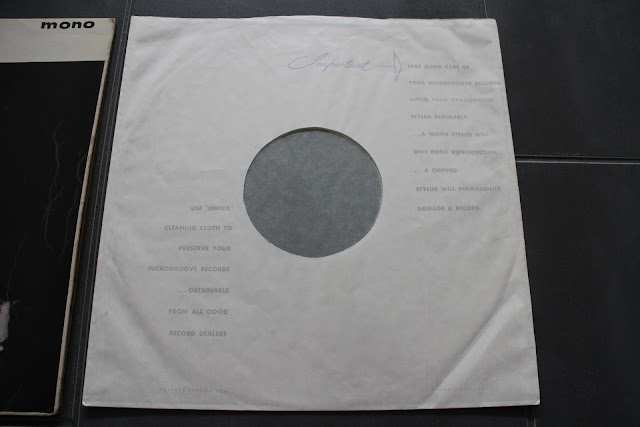 mono
Important
TAKE GOOD CARE OF
YOUR MICROGROOVE RECORDS
CHECK YOUR EQUIPMENT
STYLUS REGULARLY
...A WORN STYLUS WILL
GIVE POOR REPRODUCTION
...A CHIPPED
STYLUS WILL PERMANENTLY
DAMAGE A RECORD.
USE 'EMITEX'
CLEANING CLOTH TO
PRESERVE YOUR
MICROGROOVE RECORDS
...OBTAINABLE
FROM ALL GOOD
RECORD DEALERS